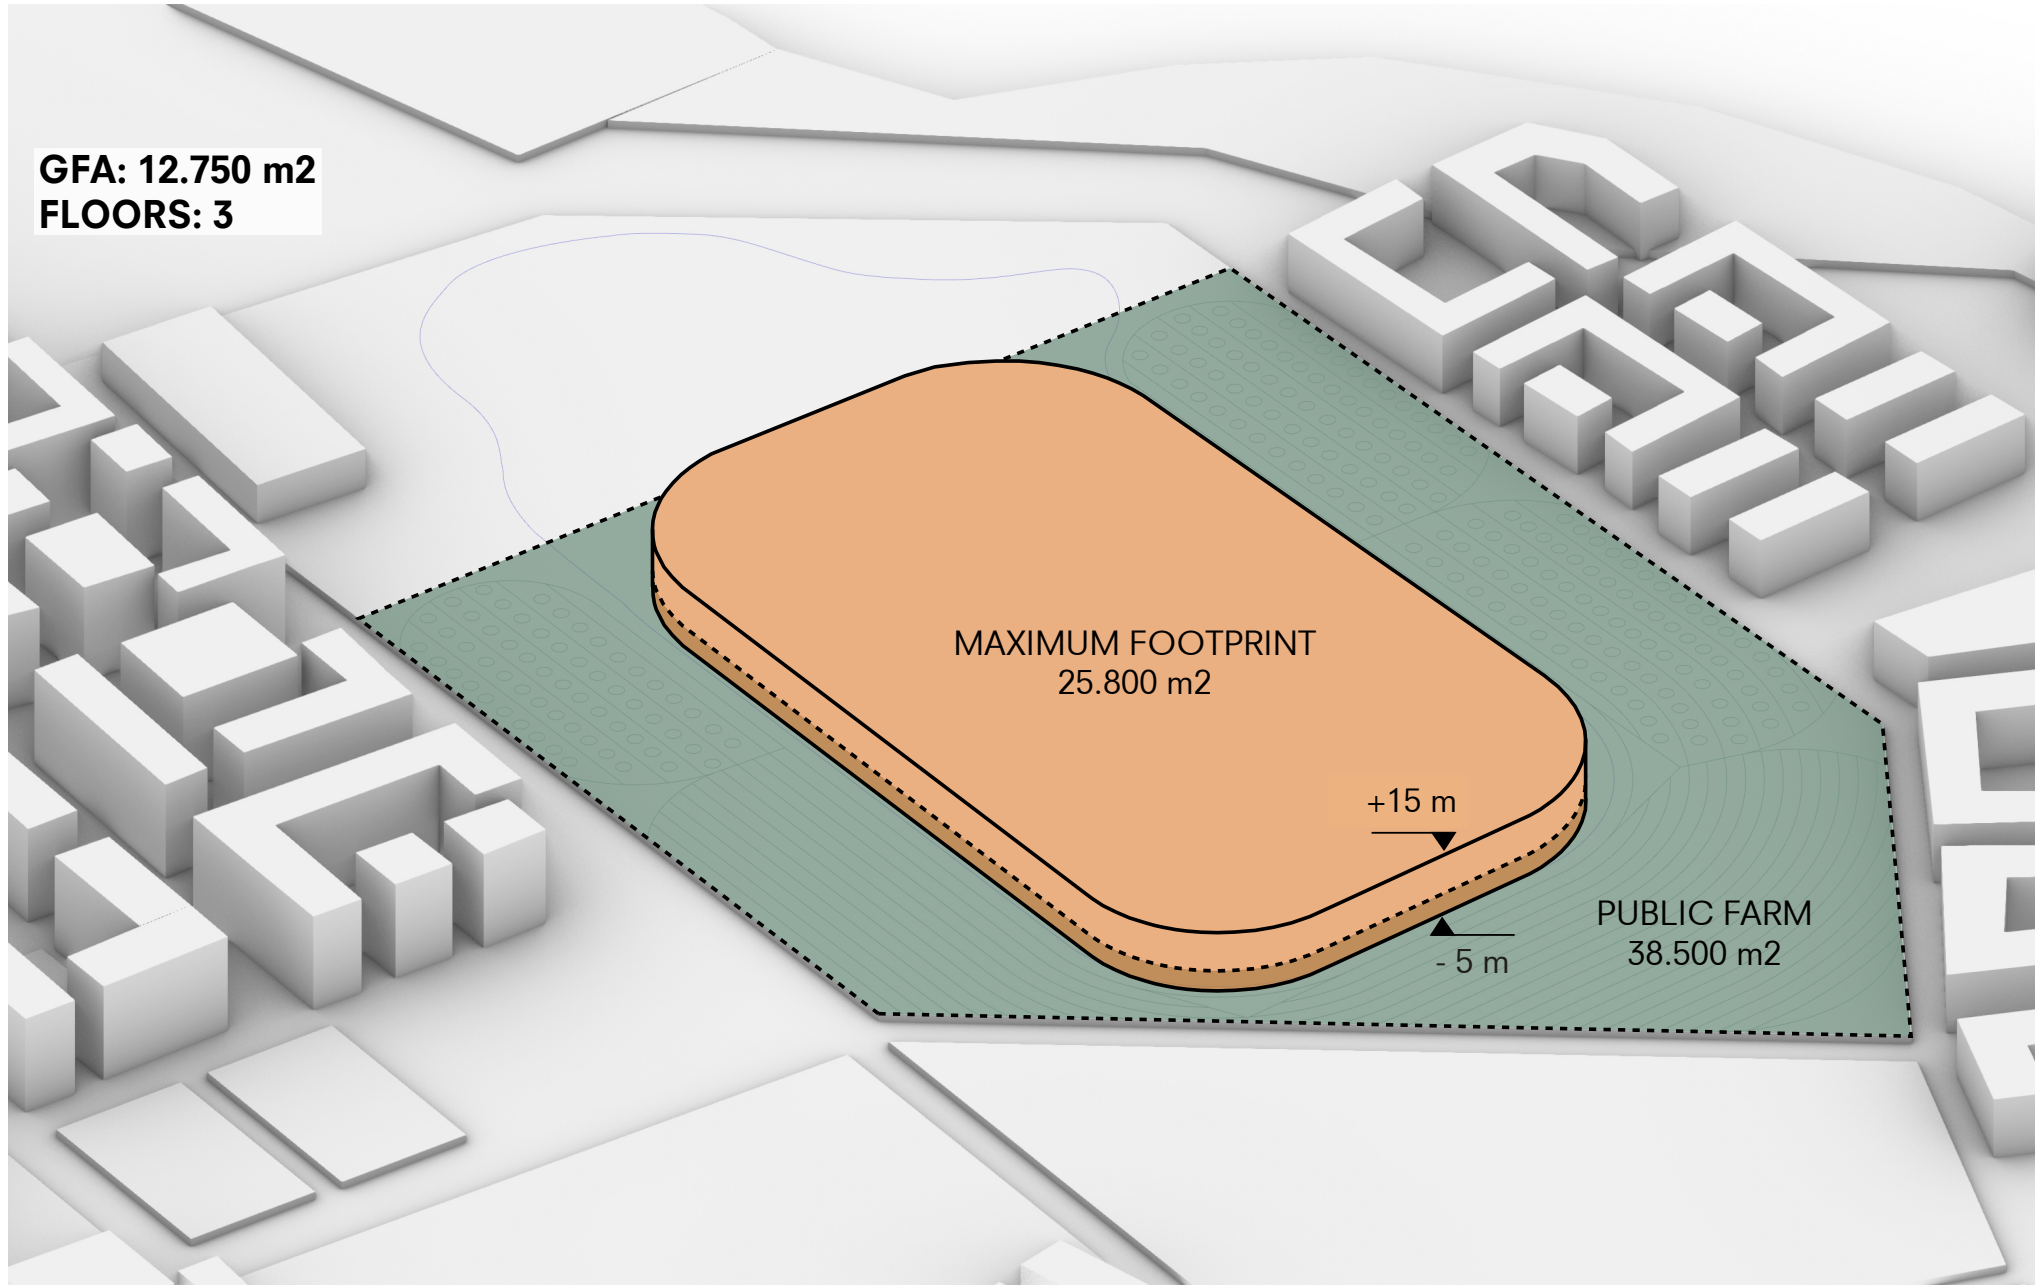 GFA: 12.750 m2
FLOORS: 3
MAXIMUM FOOTPRINT
25.800 m2
+15 m
PUBLIC FARM
38.500 m2
- 5 m